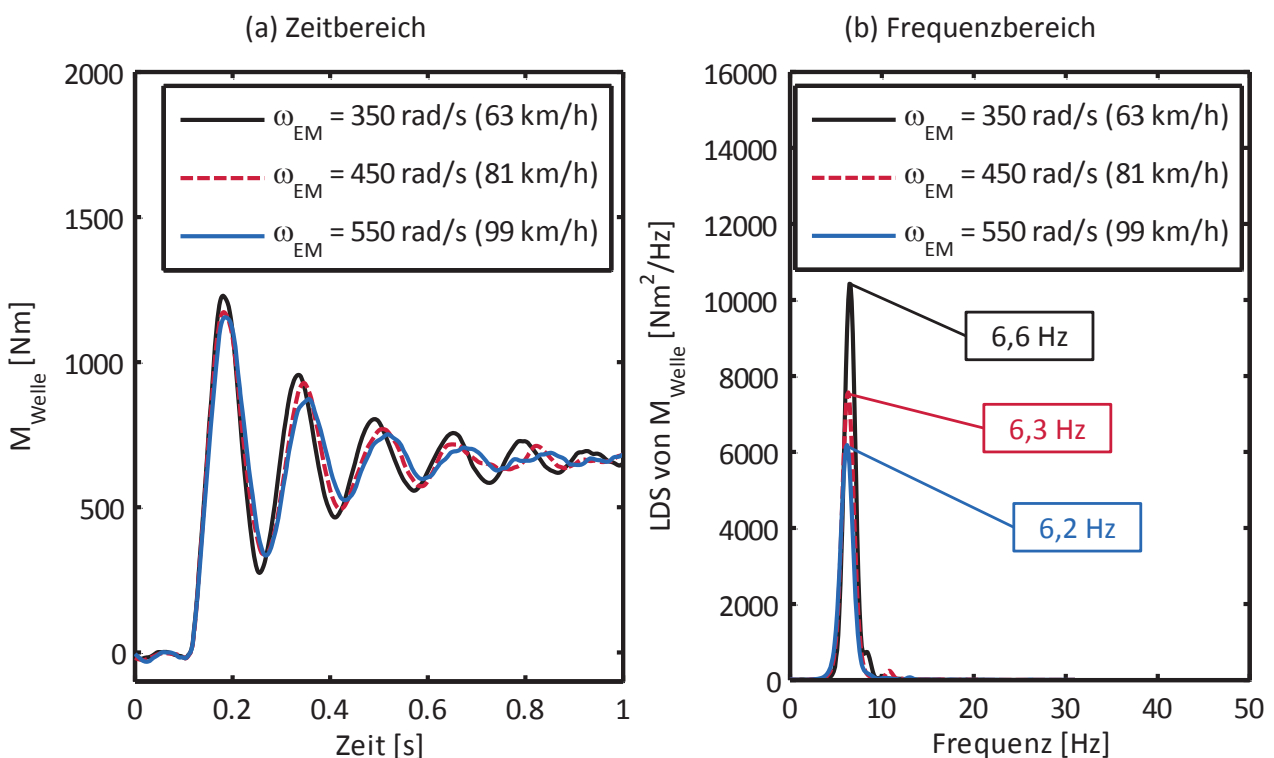 (a) Zeitbereich
2000
1500
1000
500
0
M_Welle [Nm]
ω_EM = 350 rad/s (63 km/h)
ω_EM = 450 rad/s (81 km/h)
ω_EM = 550 rad/s (99 km/h)
0 0.2 0.4 0.6 0.8 1
Zeit [s]
(b) Frequenzbereich
16000
14000
12000
10000
8000
6000
4000
2000
0
LDS von M_Welle [Nm²/Hz]
ω_EM = 350 rad/s (63 km/h)
ω_EM = 450 rad/s (81 km/h)
ω_EM = 550 rad/s (99 km/h)
6,6 Hz
6,3 Hz
6,2 Hz
0 10 20 30 40 50
Frequenz [Hz]